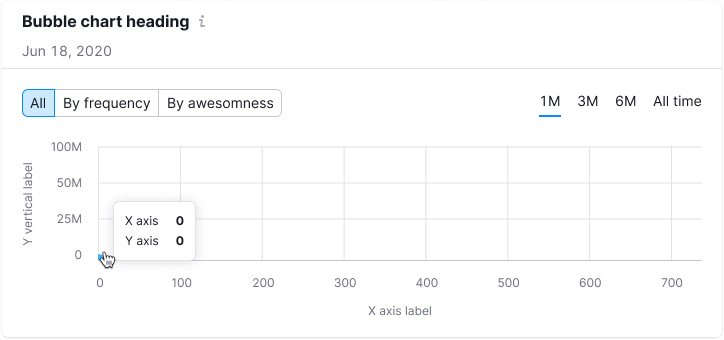 Bubble chart heading i
Jun 18, 2020
All By frequency By awesomness 1M 3M 6M All time
100M
50M
25M
0
Y vertical label
X axis 0
Y axis 0
0 100 200 300 400 500 600 700
X axis label